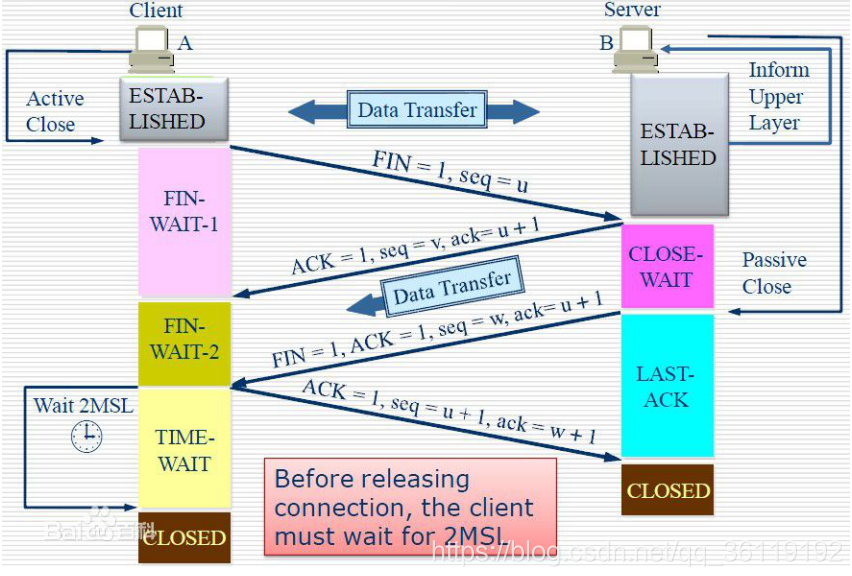 Client
Server
A
B
Active
Close
ESTAB-
LISHED
Data Transfer
ESTAB-
LISHED
Inform
Upper
Layer
FIN = 1, seq = u
FIN-
WAIT-1
ACK = 1, seq = v, ack= u + 1
CLOSE-
WAIT
Passive
Close
Data Transfer
FIN-
WAIT-2
FIN = 1, ACK = 1, seq = w, ack= u + 1
LAST-
ACK
ACK = 1, seq = u + 1, ack = w + 1
Wait 2MSL
TIME-
WAIT
Before releasing
connection, the client
must wait for 2MSL
CLOSED
Bai百科
CLOSED
https://blog.csdn.net/qq_36119192